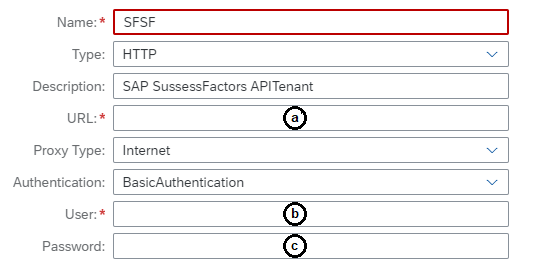 Name:* SFSF
Type: HTTP
Description: SAP SussessFactors APITenant
URL:* a
Proxy Type: Internet
Authentication: BasicAuthentication
User:* b
Password: c